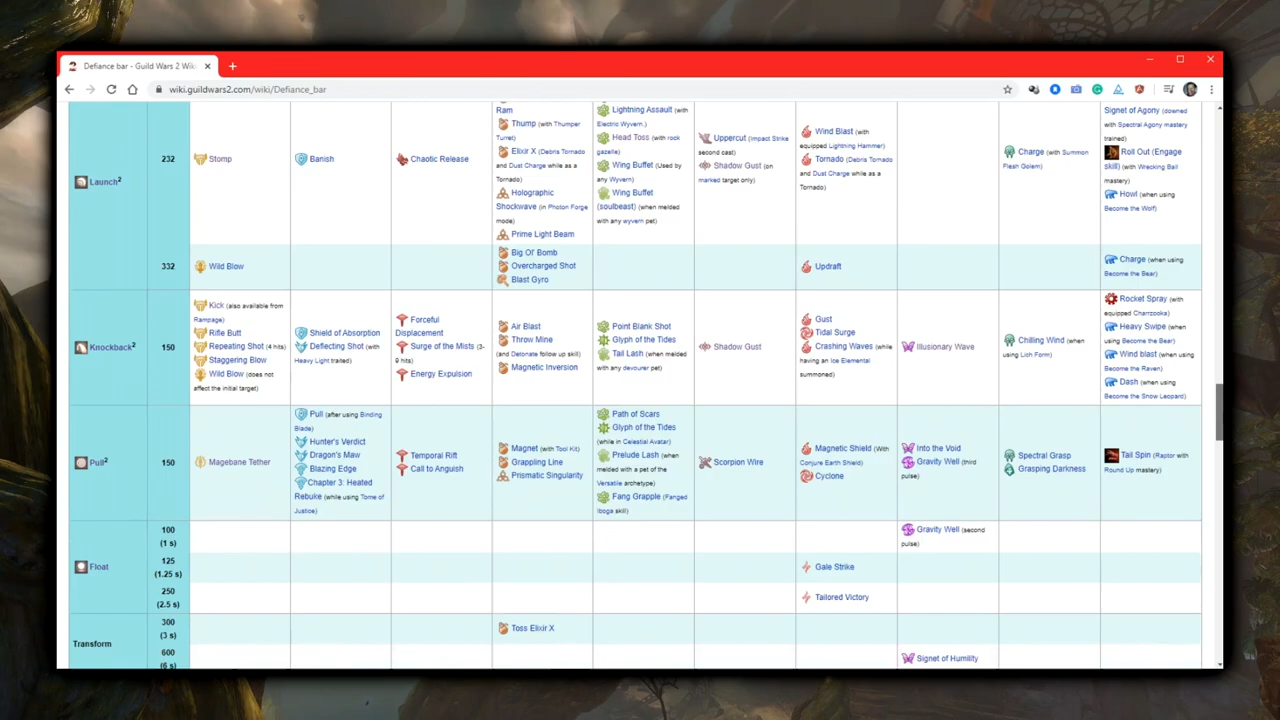 Defiance bar - Guild Wars 2 Wiki
wiki.guildwars2.com/wiki/Defiance_bar
Launch2
232
Stomp
Banish
Chaotic Release
Ram
Thump (with Thumper
Turret)
Elixir X (Debris Tornado
and Dust Charge while as a
Tornado)
Holographic
Shockwave (in Photon Forge
mode)
Prime Light Beam
Lightning Assault (with
Electric Wyvern.)
Head Toss (with rock
gazelle)
Wing Buffet (Used by
any Wyvern)
Wing Buffet
(soulbeast) (when melded
with any wyvern pet)
Uppercut (Impact Strike
second cast)
Shadow Gust (on
marked target only)
Wind Blast (with
equipped Lightning Hammer)
Tornado (Debris Tornado
and Dust Charge while as a
Tornado)
Charge (with Summon
Flesh Golem)
Signet of Agony (downed
with Spectral Agony mastery
trained)
Roll Out (Engage
skill) (with Wrecking Ball
mastery)
Howl (when using
Become the Wolf)
332
Wild Blow
Big Ol' Bomb
Overcharged Shot
Blast Gyro
Updraft
Charge (when using
Become the Bear)
Knockback2
150
Kick (also available from
Rampage)
Rifle Butt
Repeating Shot (4 hits)
Staggering Blow
Wild Blow (does not
affect the initial target)
Shield of Absorption
Deflecting Shot (with
Heavy Light traited)
Forceful
Displacement
Surge of the Mists (3-
9 hits)
Energy Expulsion
Air Blast
Throw Mine
(and Detonate follow up skill)
Magnetic Inversion
Point Blank Shot
Glyph of the Tides
Tail Lash (when melded
with any devourer pet)
Shadow Gust
Gust
Tidal Surge
Crashing Waves (while
having an Ice Elemental
summoned)
Illusionary Wave
Chilling Wind (when
using Lich Form)
Rocket Spray (with
equipped Charrzooka)
Heavy Swipe (when
using Become the Bear)
Wind blast (when
using Become the Raven)
Dash (when using
Become the Snow Leopard)
Pull2
150
Magebane Tether
Pull (after using Binding
Blade)
Hunter's Verdict
Dragon's Maw
Blazing Edge
Chapter 3: Heated
Rebuke (while using Tome of
Justice)
Temporal Rift
Call to Anguish
Magnet (with Tool Kit)
Grappling Line
Prismatic Singularity
Path of Scars
Glyph of the Tides
(while in Celestial Avatar)
Prelude Lash (when
melded with a pet of the
Versatile archetype)
Fang Grapple (Fanged
Iboga skill)
Scorpion Wire
Magnetic Shield (With
Conjure Earth Shield)
Cyclone
Into the Void
Gravity Well (third
pulse)
Spectral Grasp
Grasping Darkness
Tail Spin (Raptor with
Round Up mastery)
Float
100
(1 s)
Gravity Well (second
pulse)
125
(1.25 s)
Gale Strike
250
(2.5 s)
Tailored Victory
Transform
300
(3 s)
Toss Elixir X
600
(6 s)
Signet of Humility